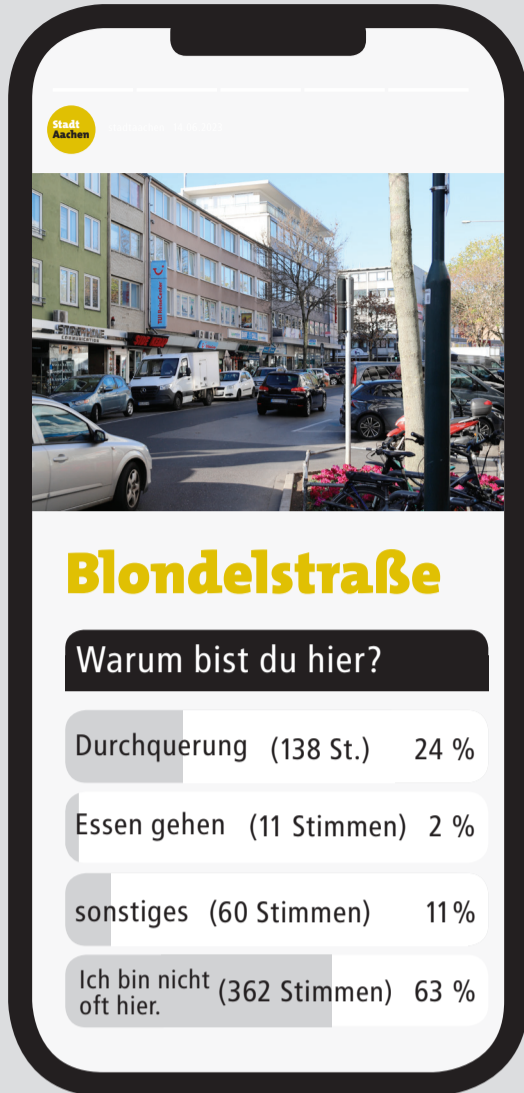 Stadt
Aachen
Blondelstraße
Warum bist du hier?
Durchquerung (138 St.) 24 %
Essen gehen (11 Stimmen) 2 %
sonstiges (60 Stimmen) 11 %
Ich bin nicht
oft hier. (362 Stimmen) 63 %